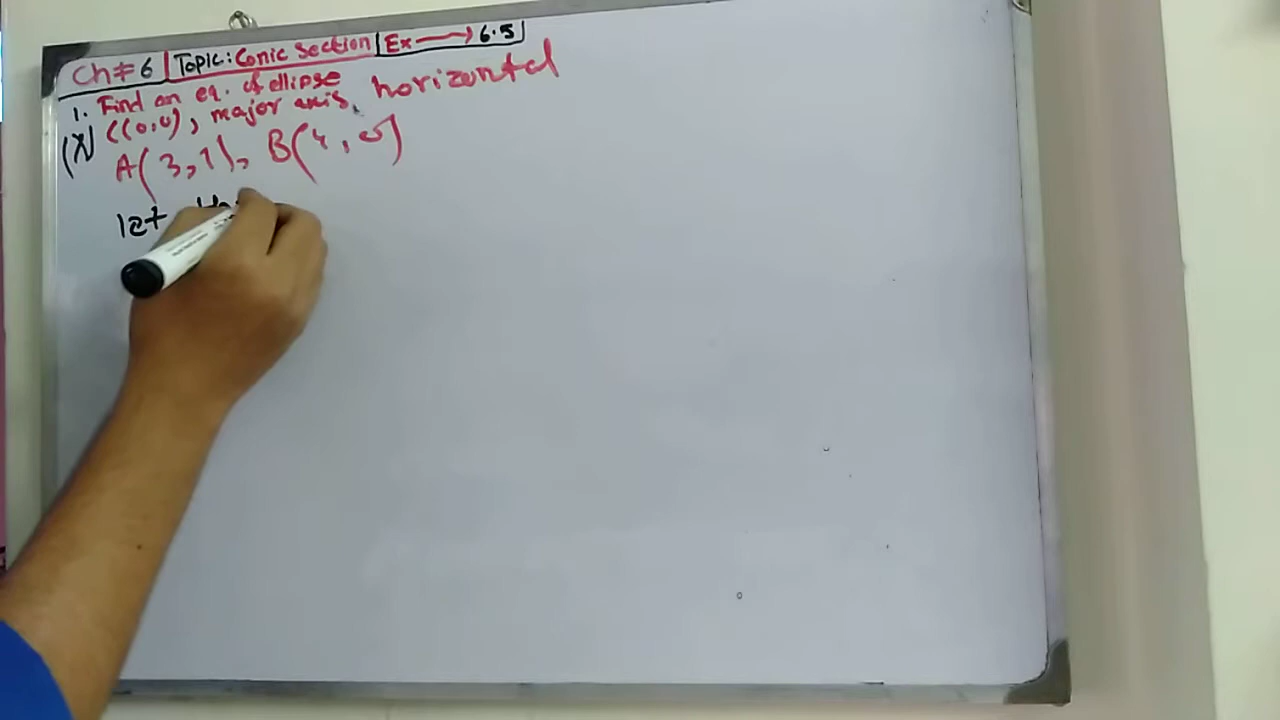 Ch # 6 | Topic: Conic Section | Ex → 6.5
1. Find an eq. of ellipse
(X) C(0,0), major axis, horizontal
A(3,1), B(4,0)
let